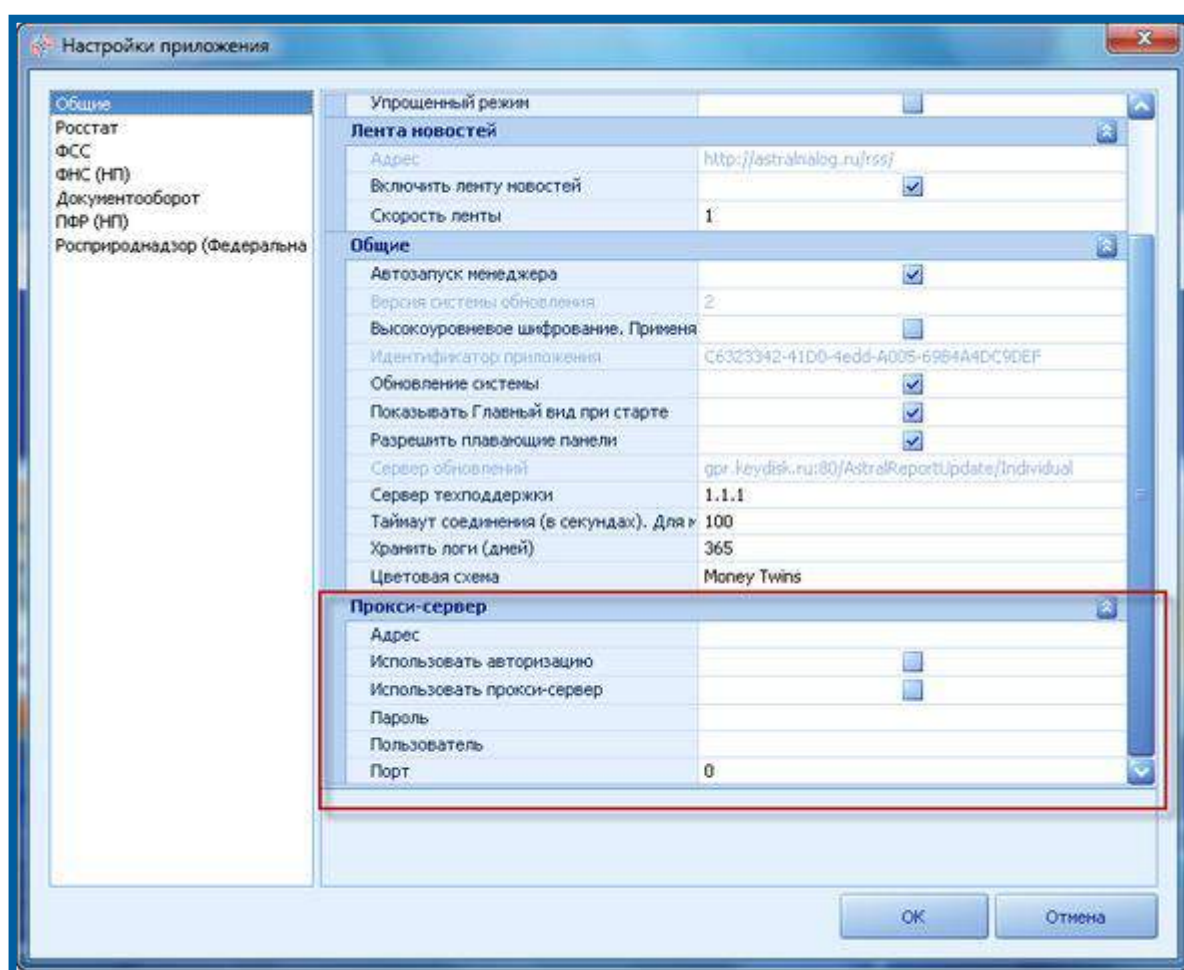 Настройки приложения
Общие
Росстат
ФСС
ФНС (НП)
Документооборот
ПФР (НП)
Росприроднадзор (Федеральна
Упрощенный режим
Лента новостей
Адрес http://astralnalog.ru/rss/
Включить ленту новостей
Скорость ленты 1
Общие
Автозапуск менеджера
Версия системы обновления 2
Высокоуровневое шифрование. Применя
Идентификатор приложения C6323342-41D0-4edd-A005-69B4A4DC9DEF
Обновление системы
Показывать Главный вид при старте
Разрешить плавающие панели
Сервер обновлений gpr.keydisk.ru:80/AstralReportUpdate/Individual
Сервер техподдержки 1.1.1
Таймаут соединения (в секундах). Для м 100
Хранить логи (дней) 365
Цветовая схема Money Twins
Прокси-сервер
Адрес
Использовать авторизацию
Использовать прокси-сервер
Пароль
Пользователь
Порт 0
OK Отмена